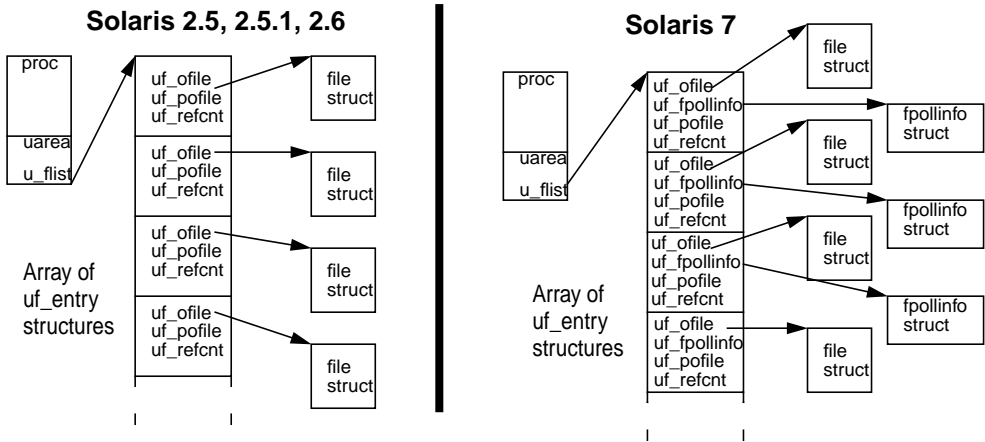 Solaris 2.5, 2.5.1, 2.6
proc
uarea
u_flist
uf_ofile
uf_pofile
uf_refcnt
uf_ofile
uf_pofile
uf_refcnt
uf_ofile
uf_pofile
uf_refcnt
uf_ofile
uf_pofile
uf_refcnt
file
struct
file
struct
file
struct
file
struct
Array of
uf_entry
structures
Solaris 7
proc
uarea
u_flist
uf_ofile
uf_fpollinfo
uf_pofile
uf_refcnt
uf_ofile
uf_fpollinfo
uf_pofile
uf_refcnt
uf_ofile
uf_fpollinfo
uf_pofile
uf_refcnt
uf_ofile
uf_fpollinfo
uf_pofile
uf_refcnt
file
struct
file
struct
file
struct
file
struct
fpollinfo
struct
fpollinfo
struct
fpollinfo
struct
Array of
uf_entry
structures